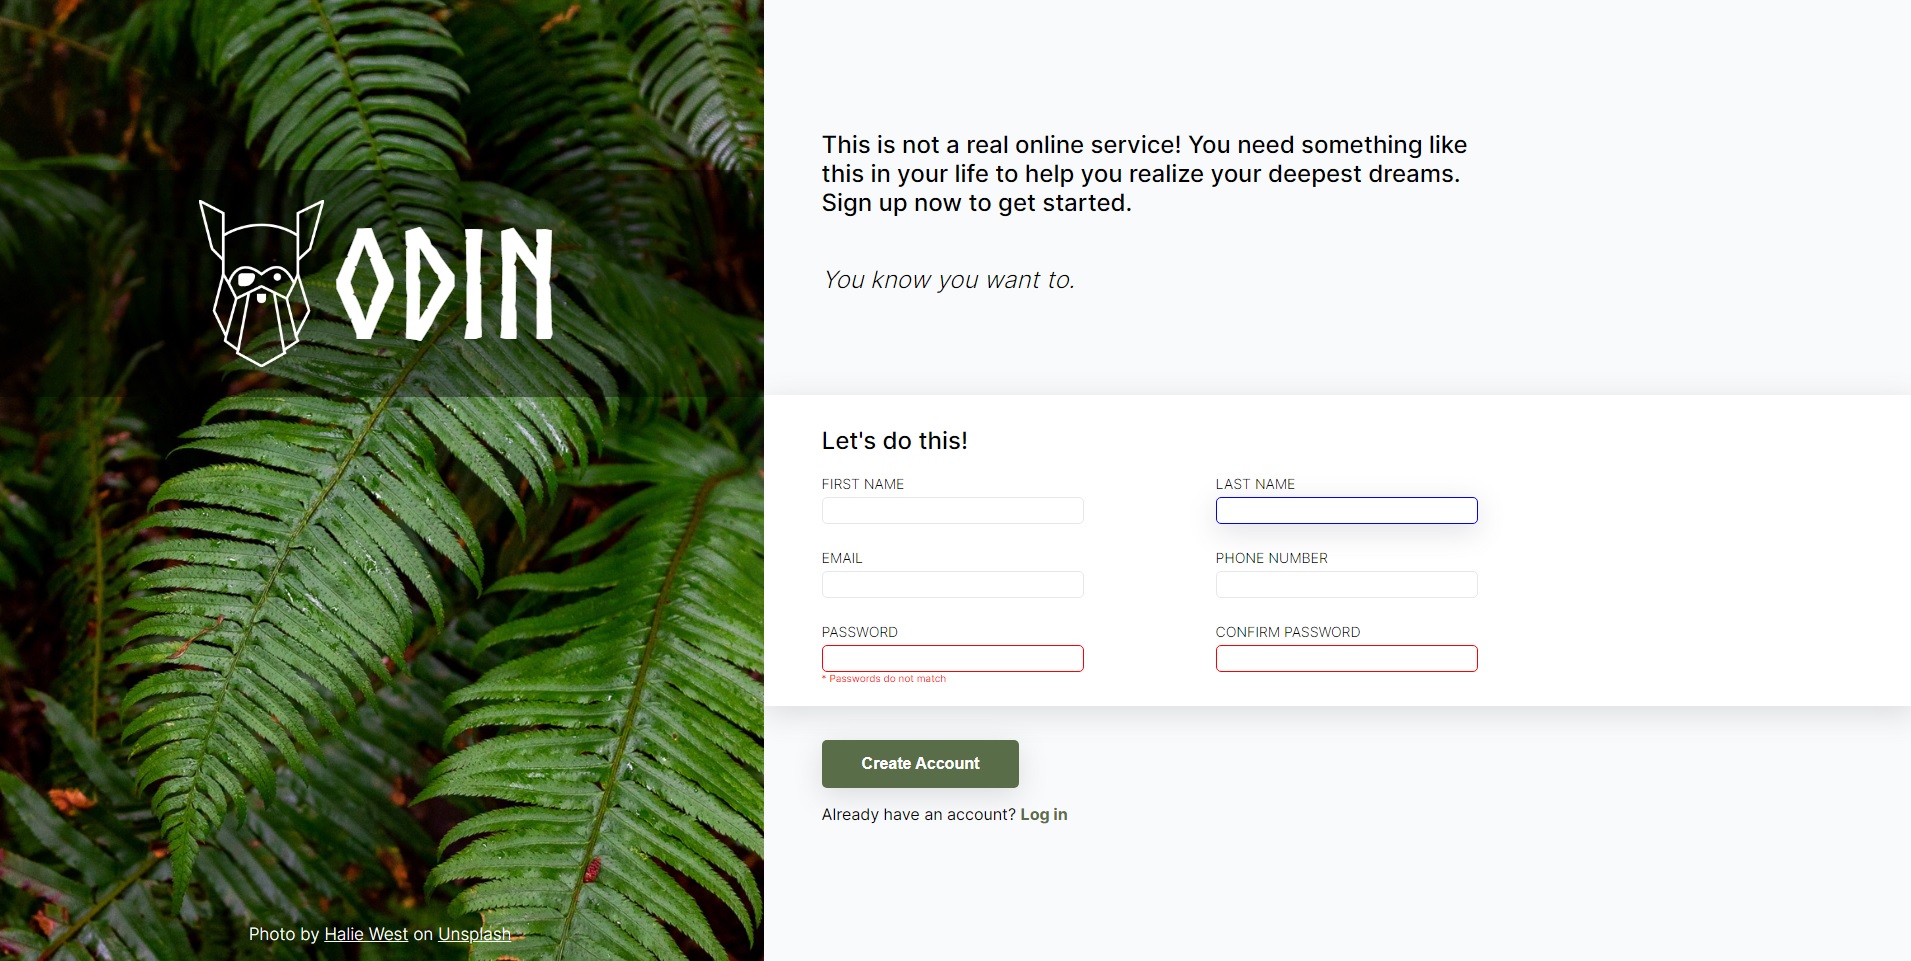 ODIN
Photo by Halie West on Unsplash
This is not a real online service! You need something like
this in your life to help you realize your deepest dreams.
Sign up now to get started.
You know you want to.
Let's do this!
FIRST NAME
LAST NAME
EMAIL
PHONE NUMBER
PASSWORD
CONFIRM PASSWORD
* Passwords do not match
Create Account
Already have an account? Log in